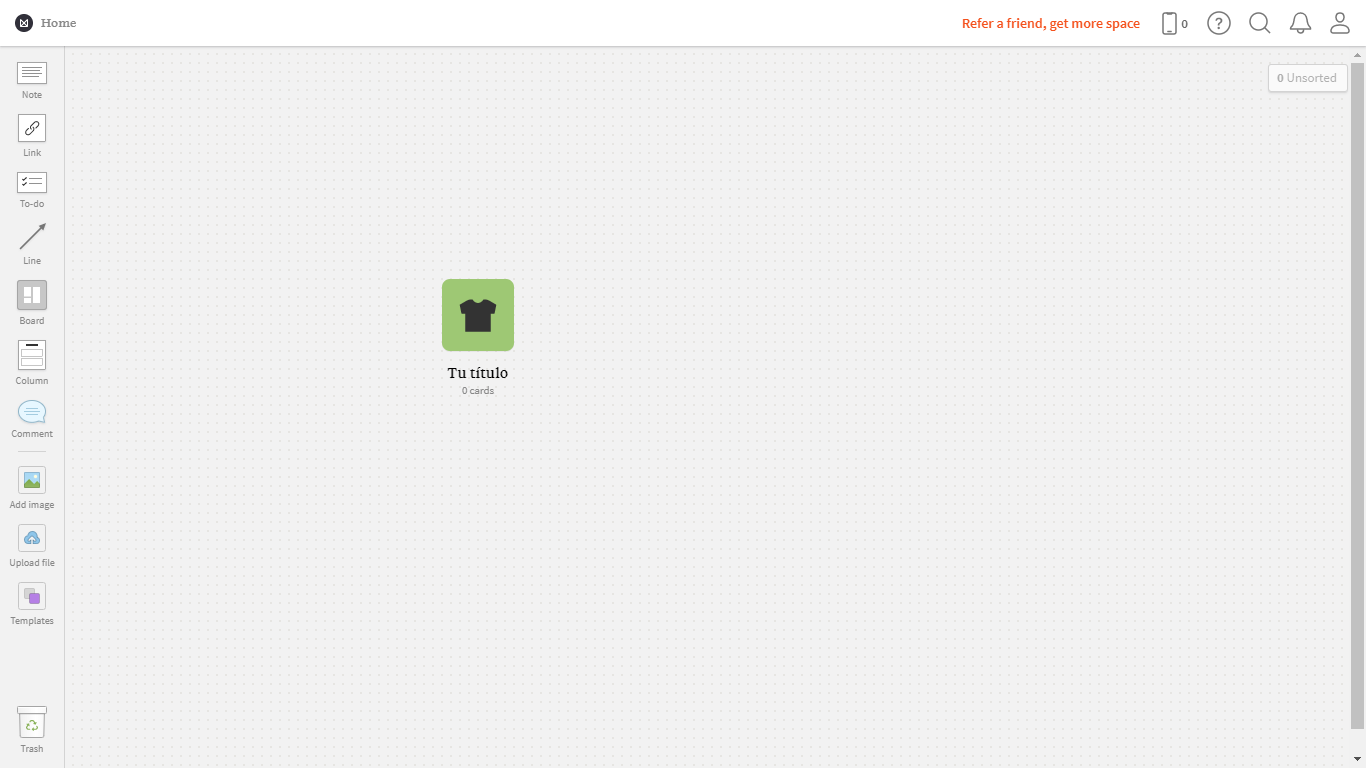 Home
Refer a friend, get more space
0
0 Unsorted
Note
Link
To-do
Line
Board
Column
Comment
Add image
Upload file
Templates
Trash
Tu título
0 cards